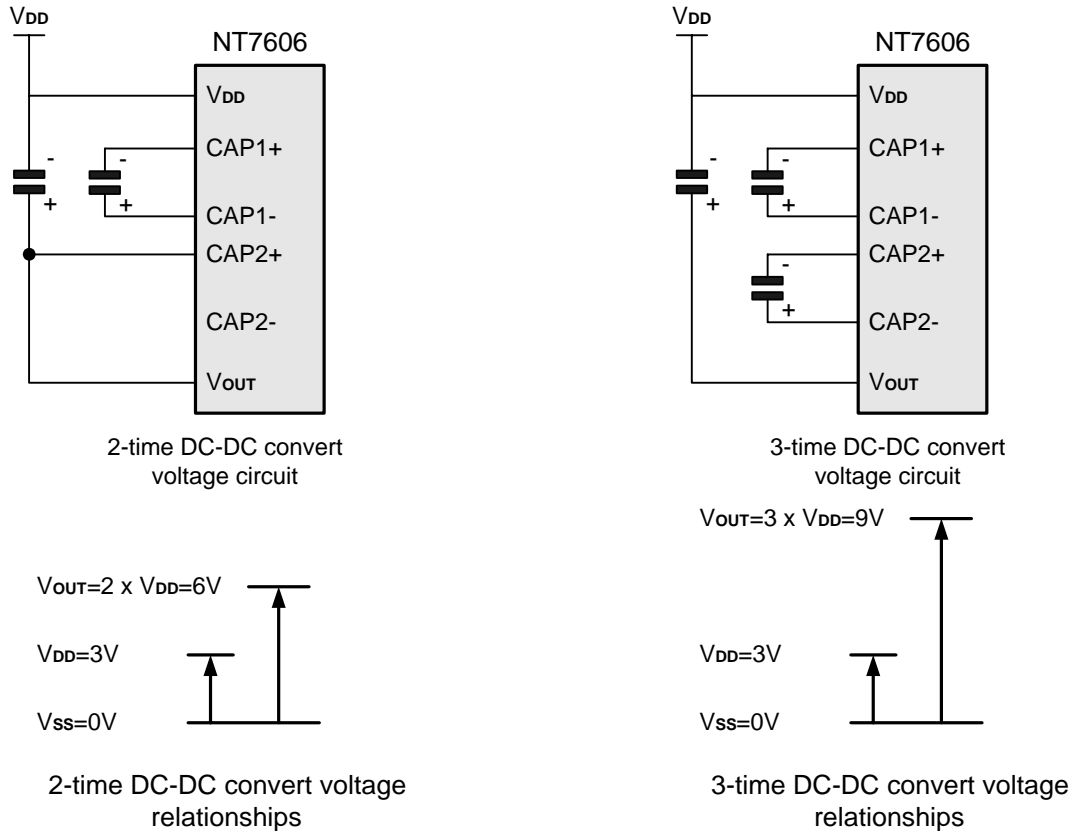 VDD
NT7606
VDD
-
-
CAP1+
+
+
CAP1-
CAP2+
CAP2-
VOUT
2-time DC-DC convert
voltage circuit
VOUT=2 x VDD=6V
VDD=3V
VSS=0V
2-time DC-DC convert voltage
relationships
VDD
NT7606
VDD
-
-
CAP1+
+
+
CAP1-
-
CAP2+
+
CAP2-
VOUT
3-time DC-DC convert
voltage circuit
VOUT=3 x VDD=9V
VDD=3V
VSS=0V
3-time DC-DC convert voltage
relationships